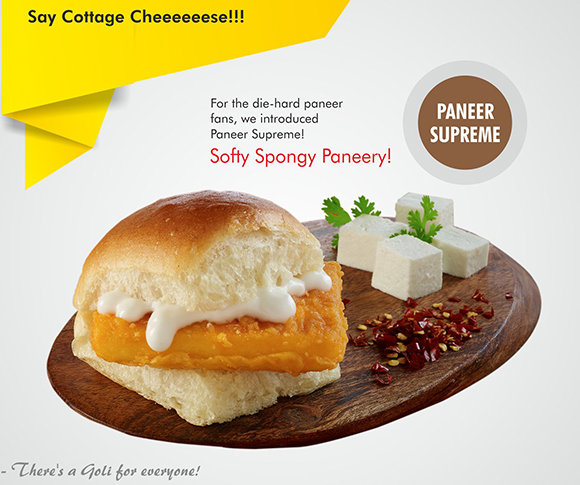 Say Cottage Cheeeeeese!!!
For the die-hard paneer
fans, we introduced
Paneer Supreme!
Softy Spongy Paneery!
PANEER
SUPREME
- There's a Goli for everyone!